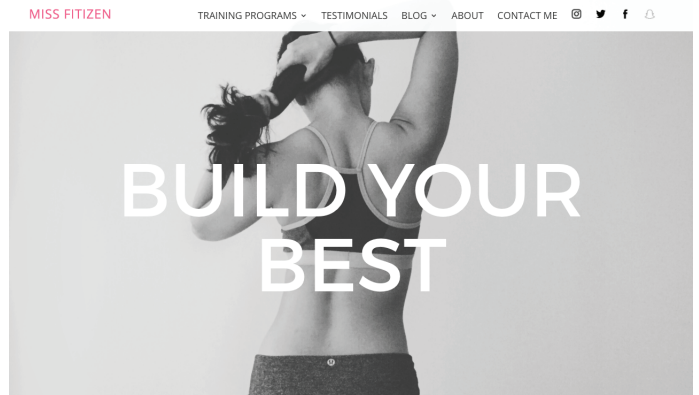 MISS FITIZEN
TRAINING PROGRAMS TESTIMONIALS BLOG ABOUT CONTACT ME
BUILD YOUR
BEST